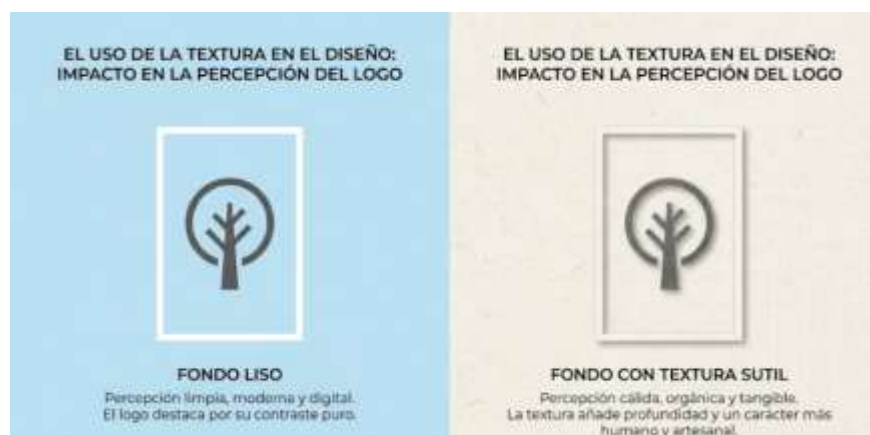 EL USO DE LA TEXTURA EN EL DISEÑO:
IMPACTO EN LA PERCEPCIÓN DEL LOGO
FONDO LISO
Percepción limpia, moderna y digital.
El logo destaca por su contraste puro.
EL USO DE LA TEXTURA EN EL DISEÑO:
IMPACTO EN LA PERCEPCIÓN DEL LOGO
FONDO CON TEXTURA SUTIL
Percepción cálida, orgánica y tangible.
La textura añade profundidad y un carácter más
humano y artesanal.